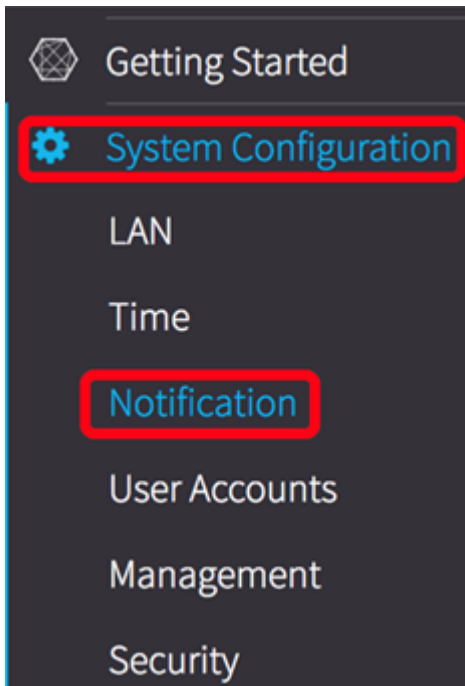 Getting Started
System Configuration
LAN
Time
Notification
User Accounts
Management
Security